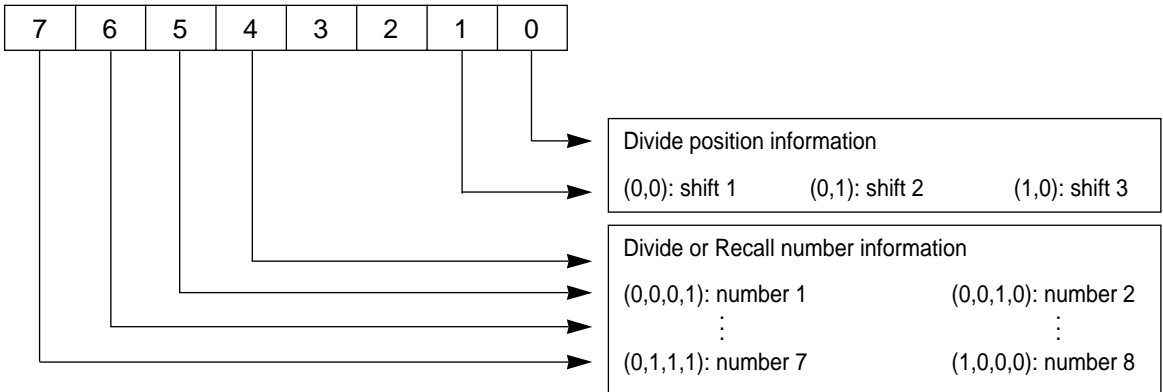 7 6 5 4 3 2 1 0
Divide position information
(0,0): shift 1 (0,1): shift 2 (1,0): shift 3
Divide or Recall number information
(0,0,0,1): number 1 (0,0,1,0): number 2
⋮ ⋮
(0,1,1,1): number 7 (1,0,0,0): number 8